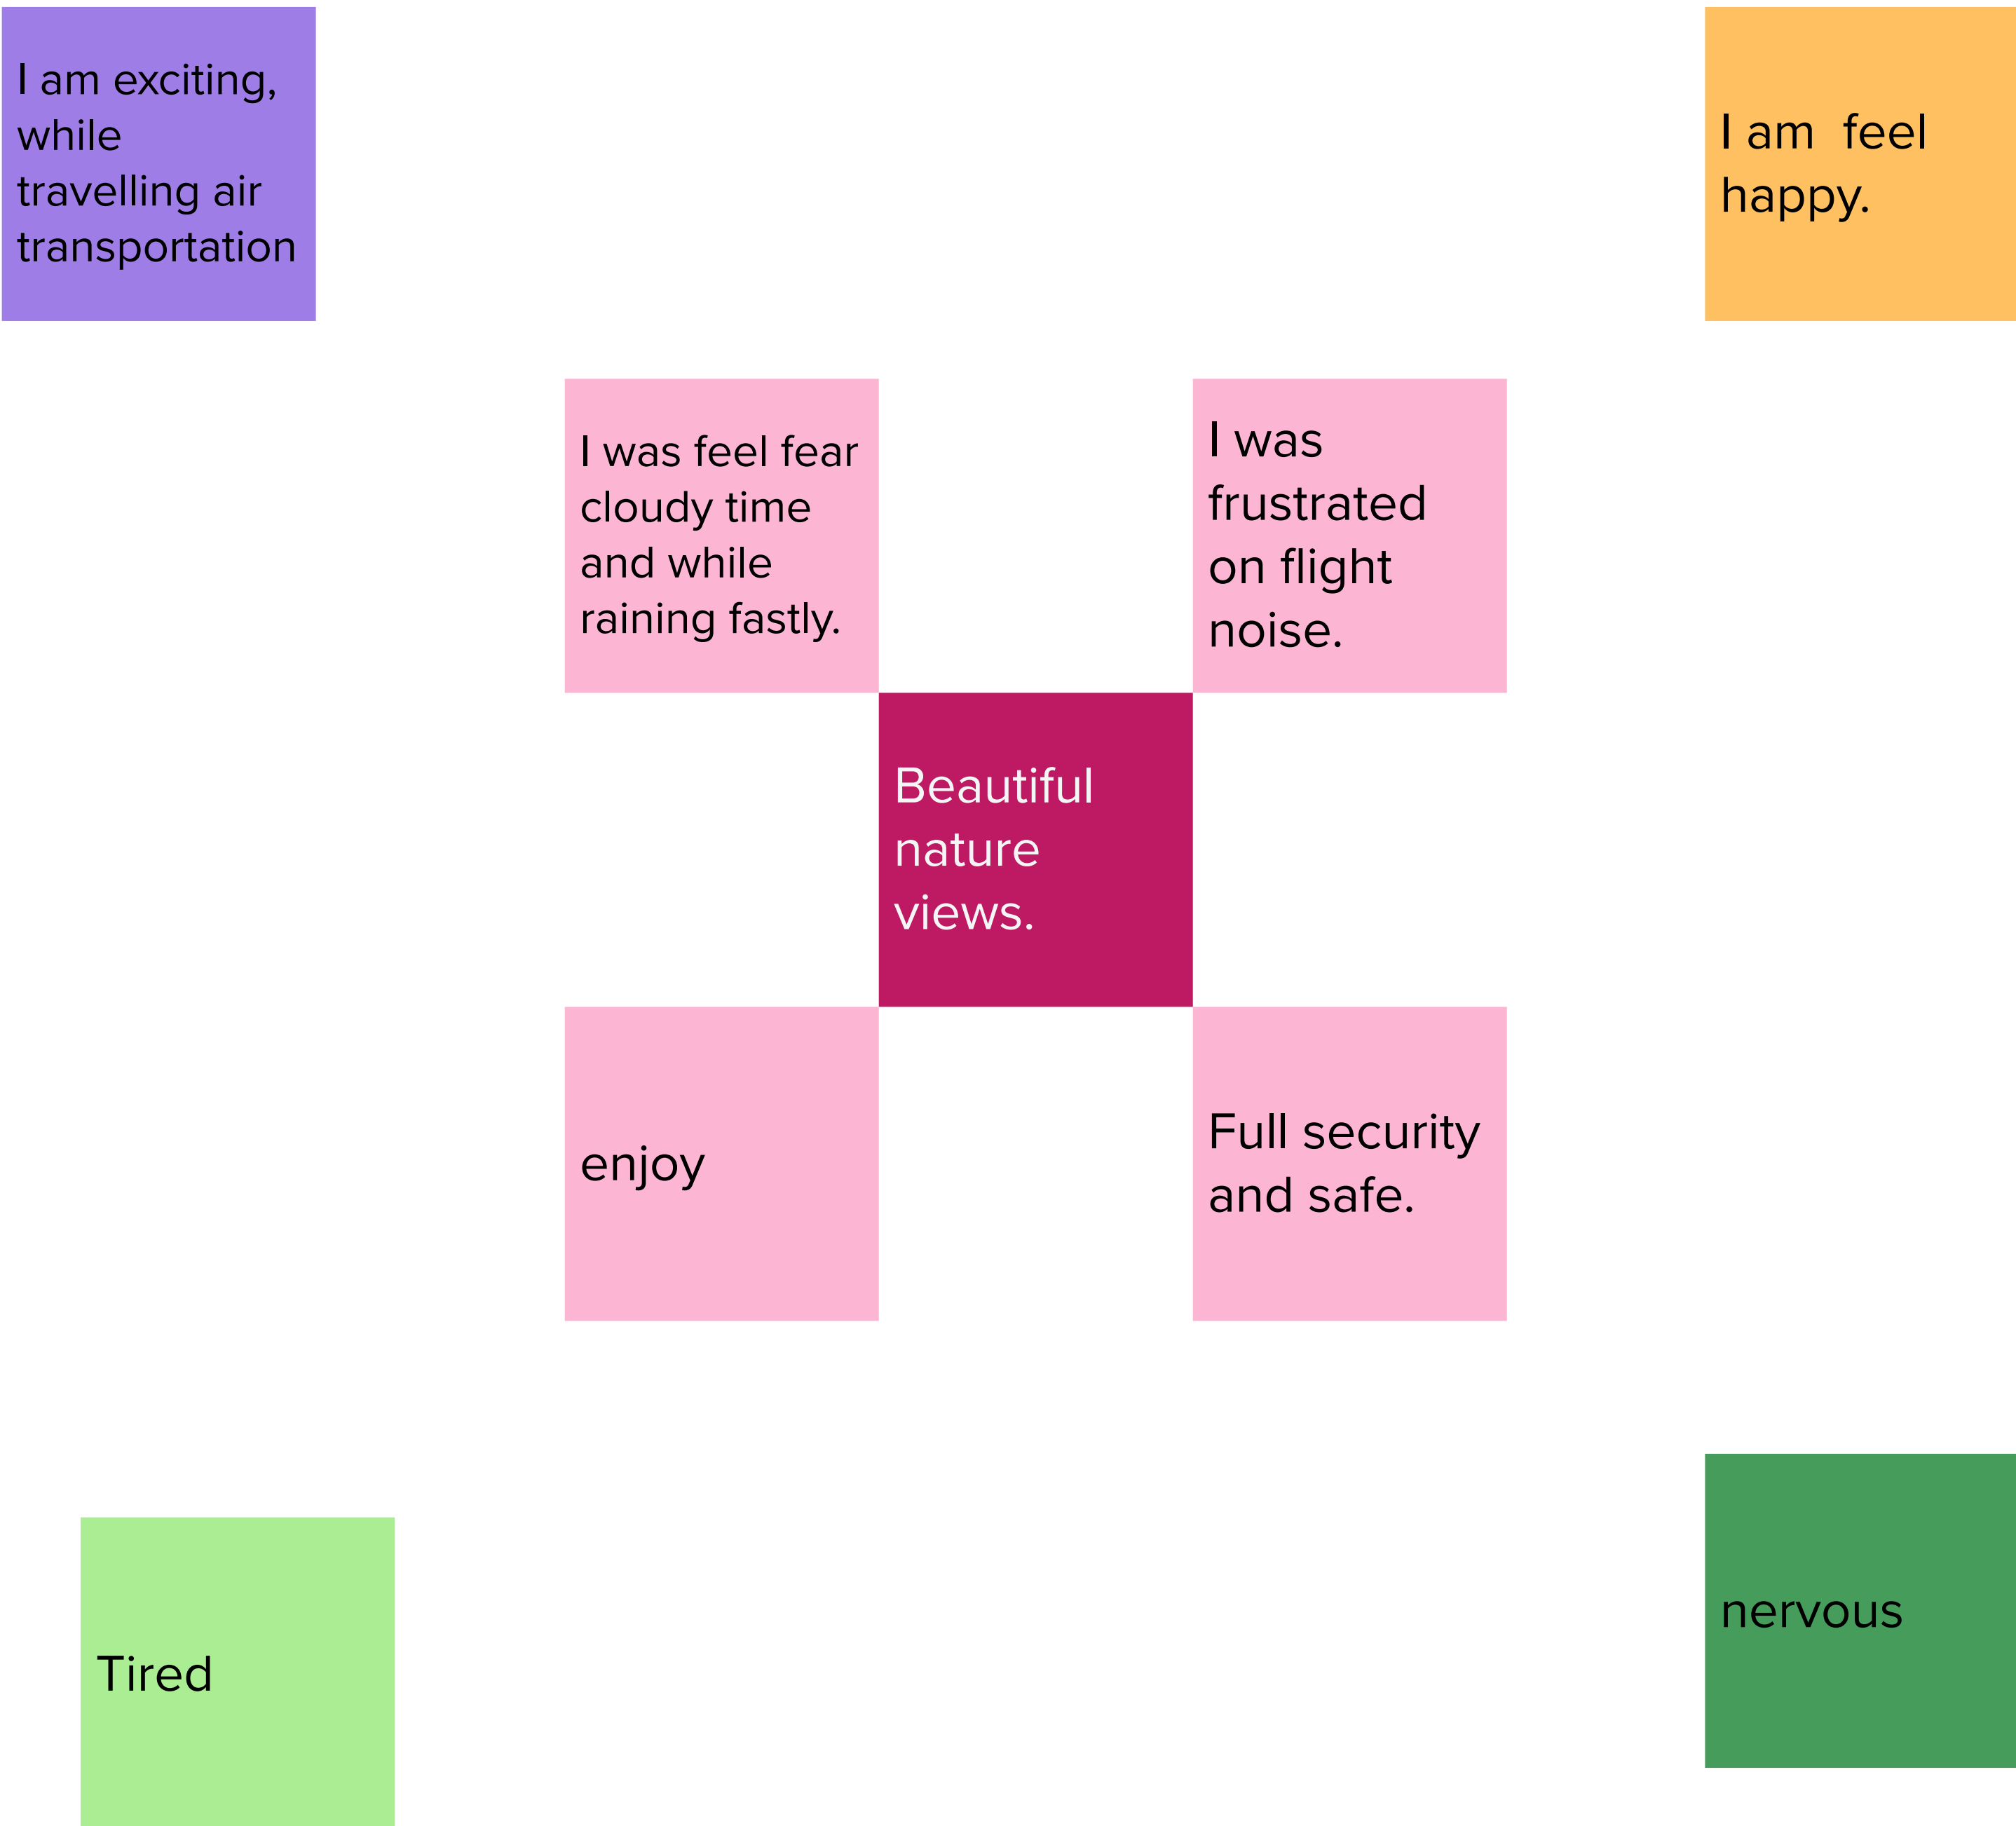 I am exciting,
while
travelling air
transportation
I am  feel
happy.
I was feel fear
cloudy time
and while
raining fastly.
I was
frustrated
on flight
noise.
Beautiful
nature
views.
enjoy
Full security
and safe.
Tired
nervous